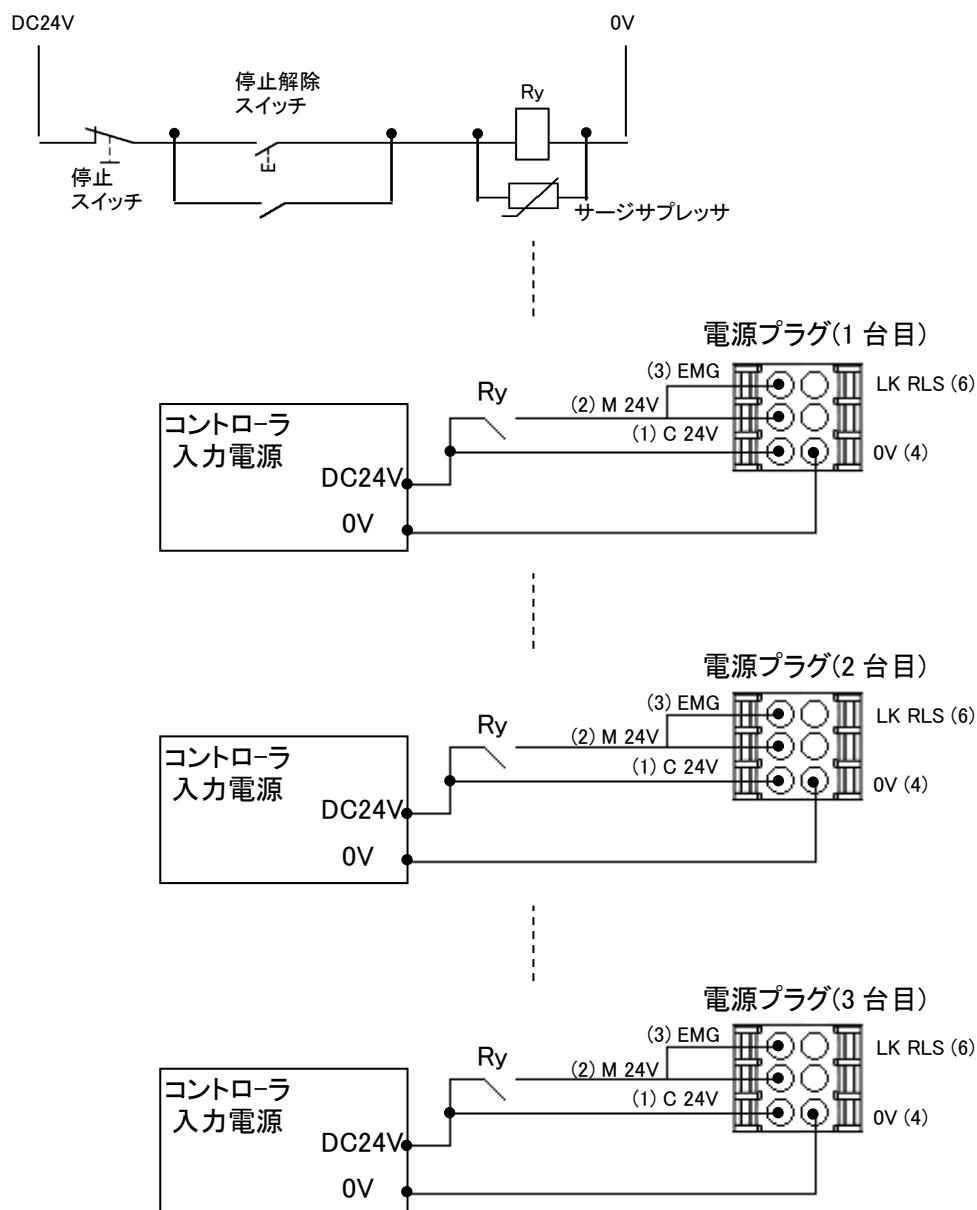 DC24V
0V
停止解除
スイッチ
Ry
停止
スイッチ
サージサプレッサ
電源プラグ(1 台目)
(3) EMG
LK RLS (6)
Ry
(2) M 24V
(1) C 24V
0V (4)
コントローラ
入力電源
DC24V
0V
電源プラグ(2 台目)
(3) EMG
LK RLS (6)
Ry
(2) M 24V
(1) C 24V
0V (4)
コントローラ
入力電源
DC24V
0V
電源プラグ(3 台目)
(3) EMG
LK RLS (6)
Ry
(2) M 24V
(1) C 24V
0V (4)
コントローラ
入力電源
DC24V
0V